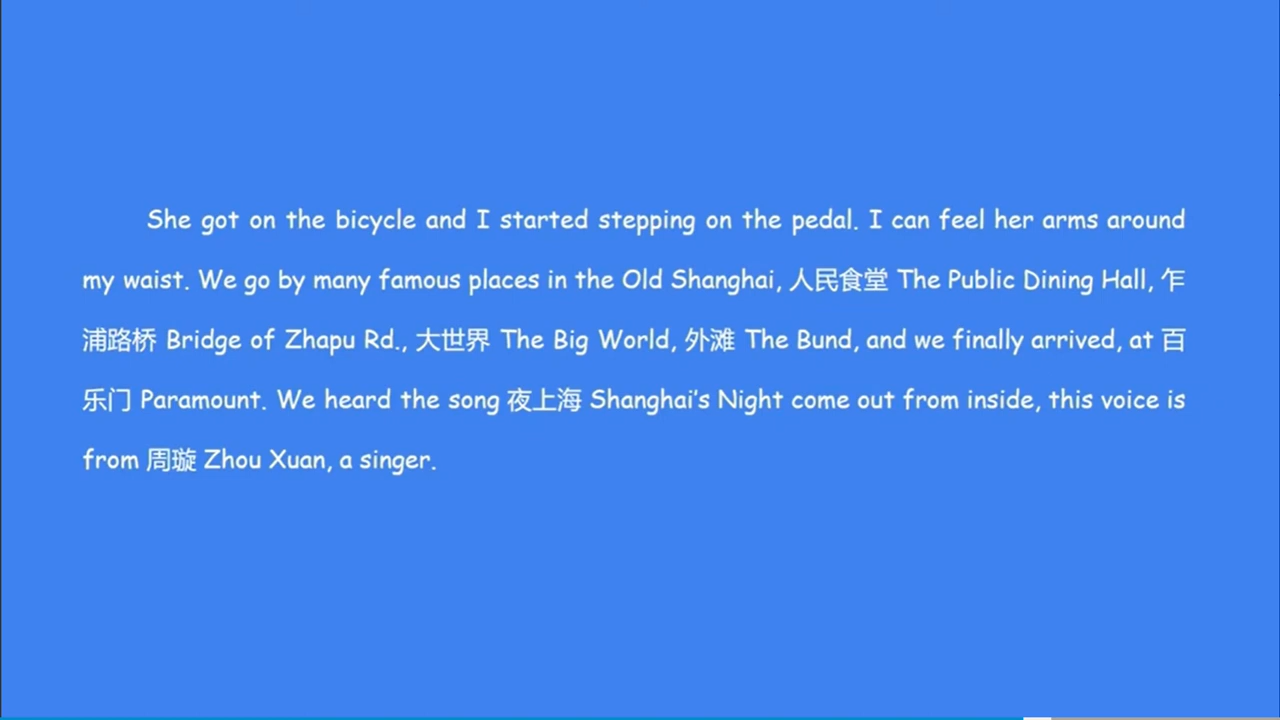 She got on the bicycle and I started stepping on the pedal. I can feel her arms around
my waist. We go by many famous places in the Old Shanghai, 人民食堂 The Public Dining Hall, 乍
浦路桥 Bridge of Zhapu Rd., 大世界 The Big World, 外滩 The Bund, and we finally arrived, at 百
乐门 Paramount. We heard the song 夜上海 Shanghai's Night come out from inside, this voice is
from 周璇 Zhou Xuan, a singer.